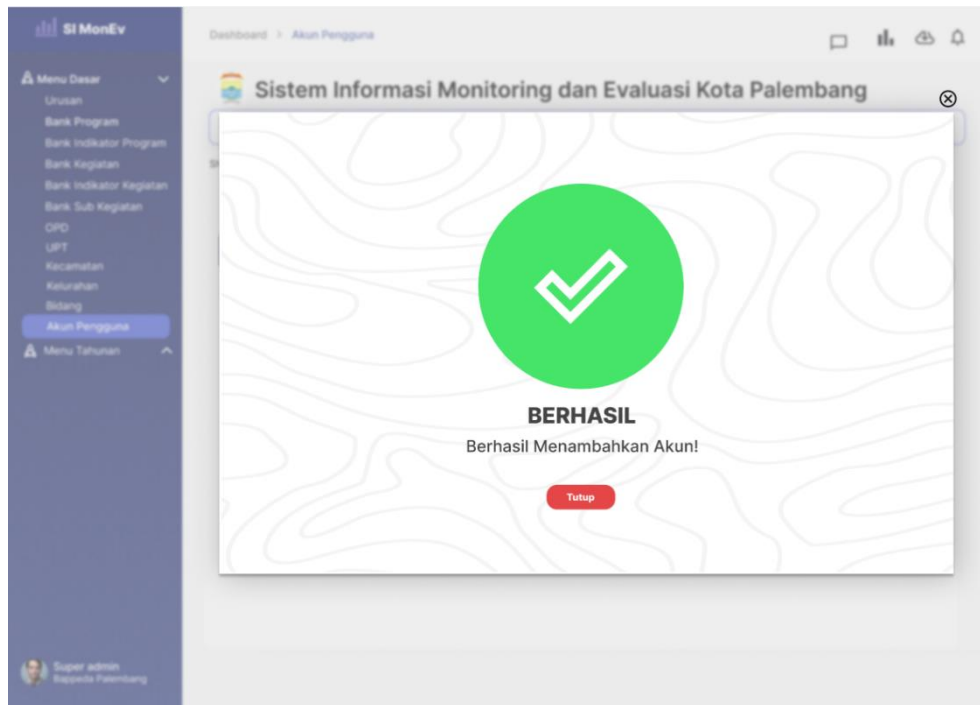 SI MonEv
Dashboard > Akun Pengguna
Menu Dasar
Urusan
Bank Program
Bank Indikator Program
Bank Kegiatan
Bank Indikator Kegiatan
Bank Sub Kegiatan
OPD
UPT
Kecamatan
Kelurahan
Bidang
Akun Pengguna
Menu Tahunan
Super admin
Bappeda Palembang
Sistem Informasi Monitoring dan Evaluasi Kota Palembang
BERHASIL
Berhasil Menambahkan Akun!
Tutup